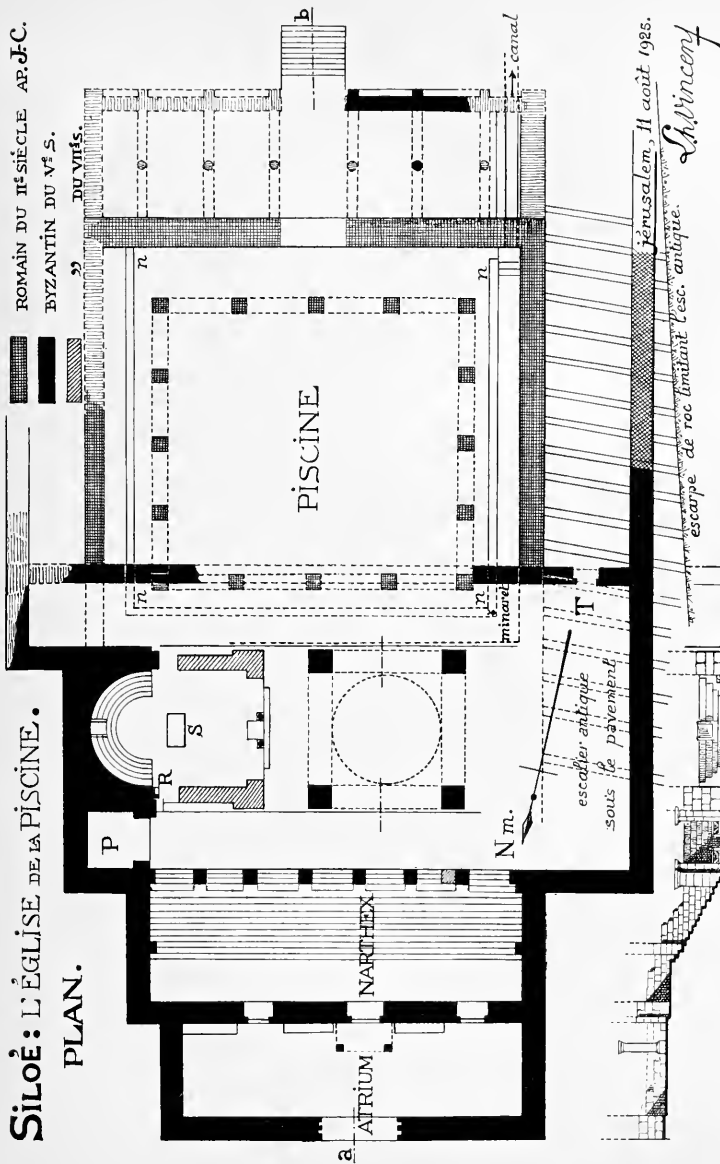 SILOÉ: L'ÉGLISE DE LA PISCINE.
PLAN.
ROMAIN DU IIᵉ SIÈCLE AP. J-C.
BYZANTIN DU Vᵉ S.
" DU VIIᵉ S.
b
canal
n
n
n
n
PISCINE
minaret
T
P
R
S
N m.
escalier antique
sous le pavement
NARTHEX
ATRIUM
a
Jérusalem, 11 août 1925.
escarpe de roc limitant l'esc. antique.
Lh. Vincent